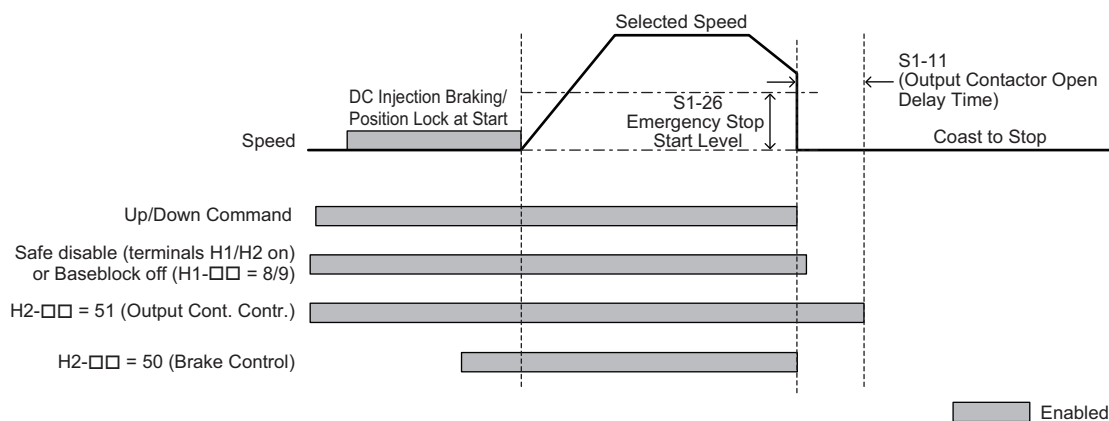 Selected Speed
S1-11
(Output Contactor Open
Delay Time)
DC Injection Braking/
Position Lock at Start
S1-26
Emergency Stop
Start Level
Speed
Coast to Stop
Up/Down Command
Safe disable (terminals H1/H2 on)
or Baseblock off (H1-□□ = 8/9)
H2-□□ = 51 (Output Cont. Contr.)
H2-□□ = 50 (Brake Control)
Enabled